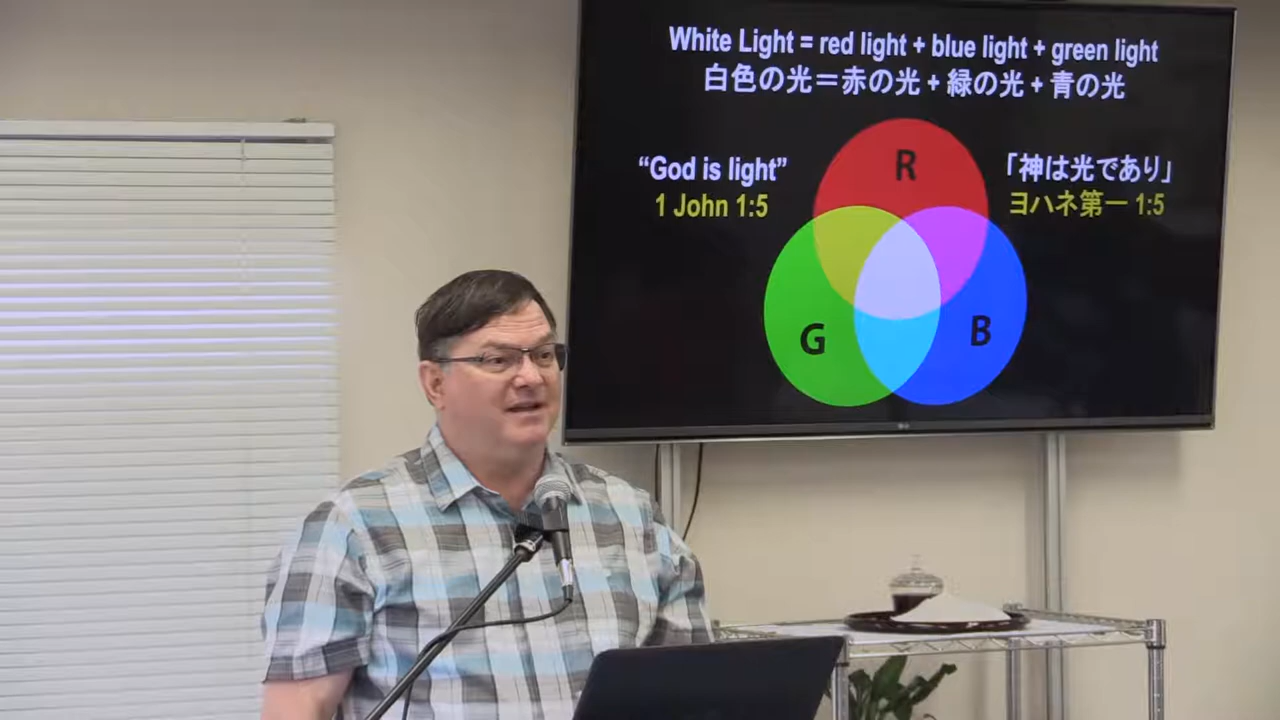 White Light = red light + blue light + green light
白色の光＝赤の光 + 緑の光 + 青の光
“God is light”
1 John 1:5
「神は光であり」
ヨハネ第一 1:5
R
G
B